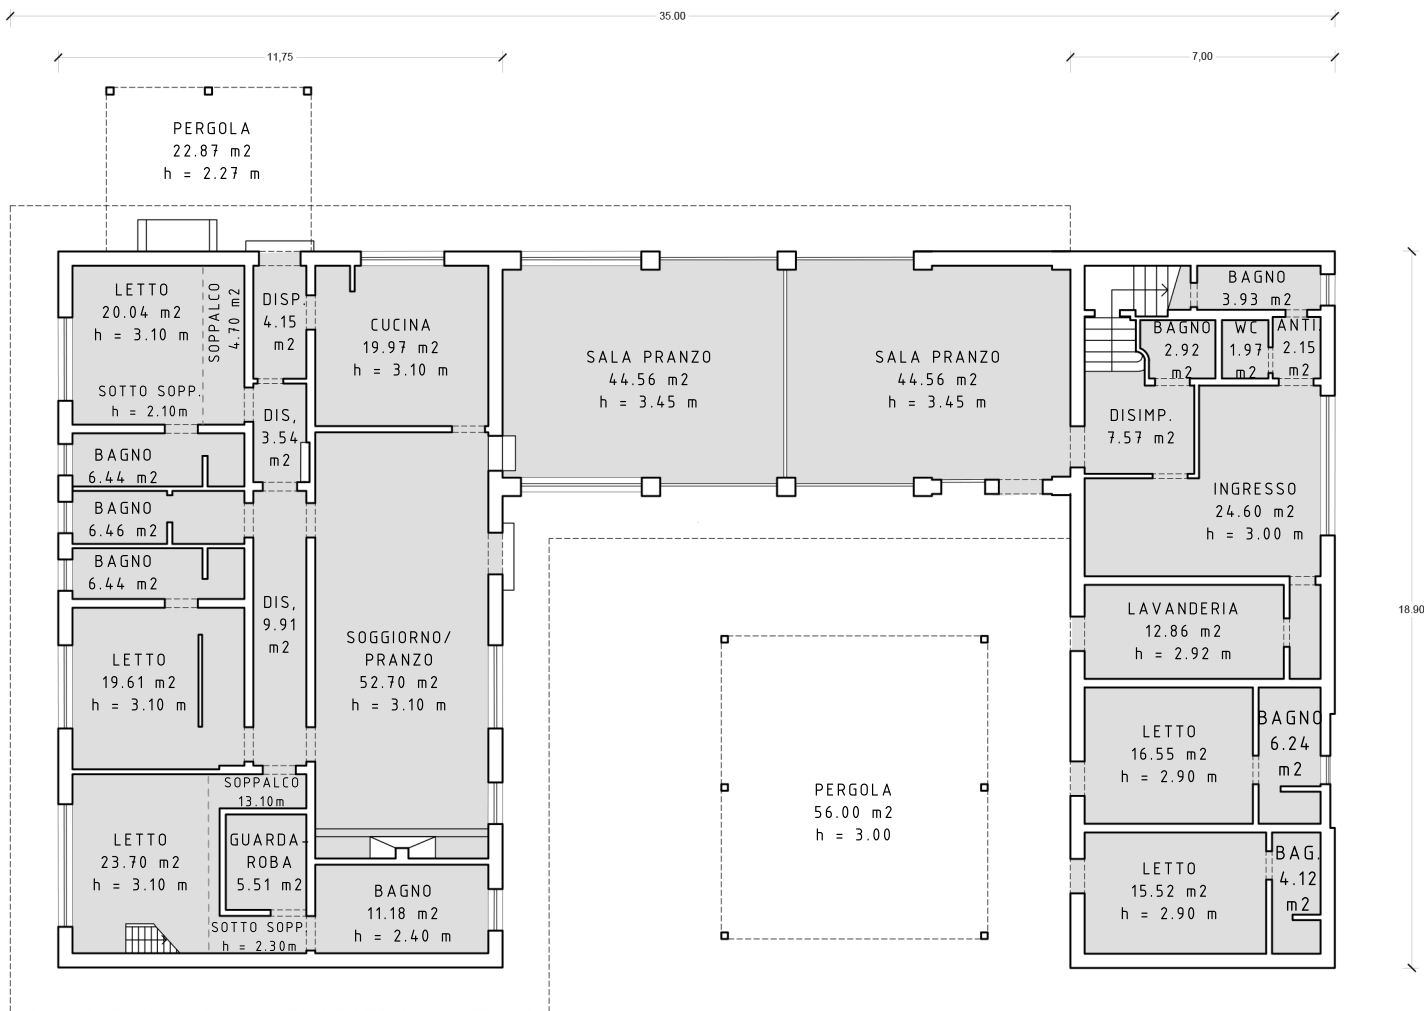 35.00
11,75
7,00
PERGOLA
22.87 m2
h = 2.27 m
LETTO
20.04 m2
h = 3.10 m
SOPPALCO
4.70 m2
SOTTO SOPP.
h = 2.10m
DISP.
4.15
m2
CUCINA
19.97 m2
h = 3.10 m
SALA PRANZO
44.56 m2
h = 3.45 m
SALA PRANZO
44.56 m2
h = 3.45 m
BAGNO
3.93 m2
BAGNO
2.92
m2
WC
1.97
m2
ANTI.
2.15
m2
DIS,
3.54
m2
DISIMP.
7.57 m2
BAGNO
6.44 m2
BAGNO
6.46 m2
BAGNO
6.44 m2
INGRESSO
24.60 m2
h = 3.00 m
DIS,
9.91
m2
LAVANDERIA
12.86 m2
h = 2.92 m
18.90
LETTO
19.61 m2
h = 3.10 m
SOGGIORNO/
PRANZO
52.70 m2
h = 3.10 m
LETTO
16.55 m2
h = 2.90 m
BAGNO
6.24
m2
SOPPALCO
13.10m
PERGOLA
56.00 m2
h = 3.00
LETTO
23.70 m2
h = 3.10 m
GUARDA-
ROBA
5.51 m2
BAGNO
11.18 m2
h = 2.40 m
LETTO
15.52 m2
h = 2.90 m
BAG.
4.12
m2
SOTTO SOPP
h = 2.30m